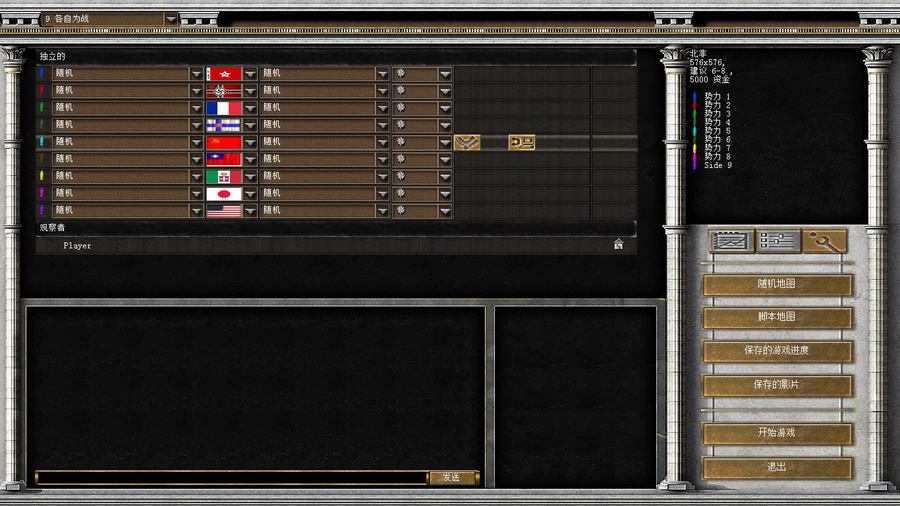 9 各自为战
独立的
随机 随机
随机 随机
随机 随机
随机 随机
随机 随机
随机 随机
随机 随机
随机 随机
随机 随机
观察者
Player
发送
北非
576x576,
建议 6-8 ,
5000 资金
势力 1
势力 2
势力 3
势力 4
势力 5
势力 6
势力 7
势力 8
Side 9
随机地图
脚本地图
保存的游戏进度
保存的影片
开始游戏
退出